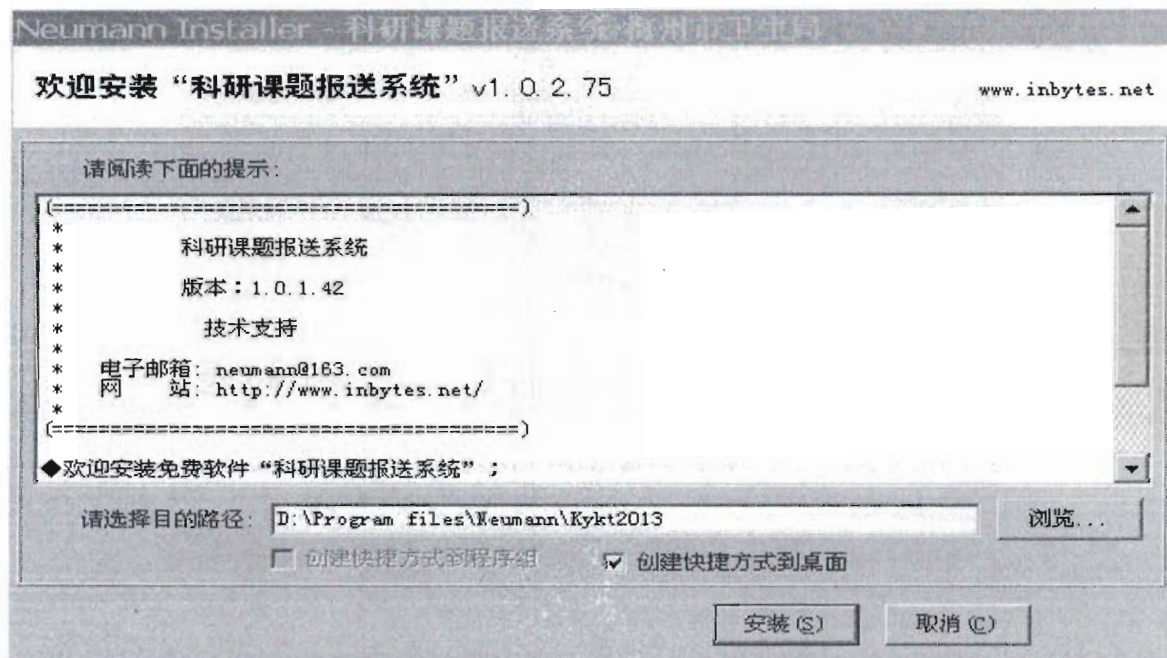 Neumann Installer - 科研课题报送系统-梅州市卫生局
欢迎安装“科研课题报送系统” v1.0.2.75
www.inbytes.net
请阅读下面的提示:
(========================================)
*
* 科研课题报送系统
*
* 版本:1.0.1.42
*
* 技术支持
*
* 电子邮箱: neumann@163.com
* 网 站: http://www.inbytes.net/
*
(========================================)
◆欢迎安装免费软件“科研课题报送系统”;
请选择目的路径: D:\Program files\Neumann\Kykt2013 浏览...
创建快捷方式到程序组 创建快捷方式到桌面
安装(S) 取消(C)